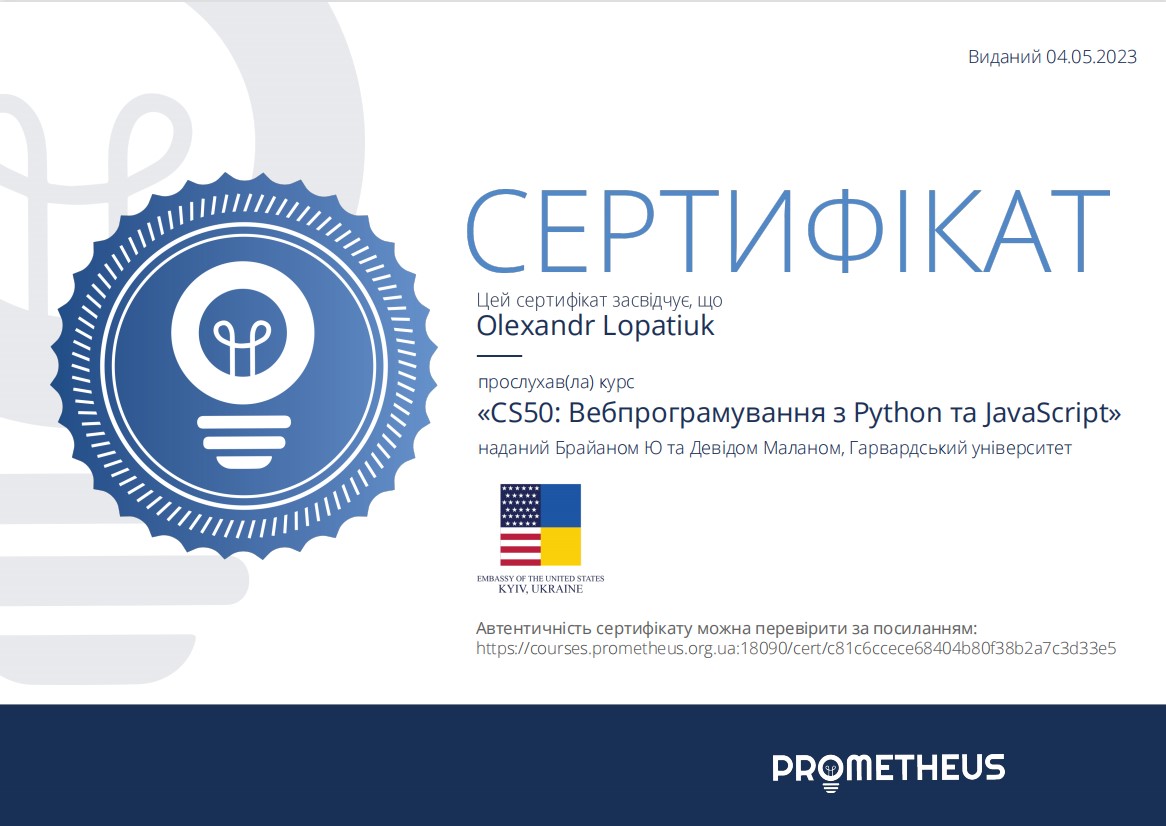 Виданий 04.05.2023
СЕРТИФІКАТ
Цей сертифікат засвідчує, що
Olexandr Lopatiuk
прослухав(ла) курс
«CS50: Вебпрограмування з Python та JavaScript»
наданий Брайаном Ю та Девідом Маланом, Гарвардський університет
EMBASSY OF THE UNITED STATES
KYIV, UKRAINE
Автентичність сертифікату можна перевірити за посиланням:
https://courses.prometheus.org.ua:18090/cert/c81c6ccece68404b80f38b2a7c3d33e5
PROMETHEUS